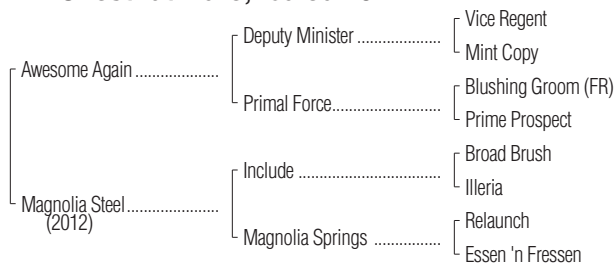 Vice Regent
Deputy Minister
Mint Copy
Awesome Again
Blushing Groom (FR)
Primal Force
Prime Prospect
Broad Brush
Include
Illeria
Magnolia Steel
(2012)
Relaunch
Magnolia Springs
Essen 'n Fressen